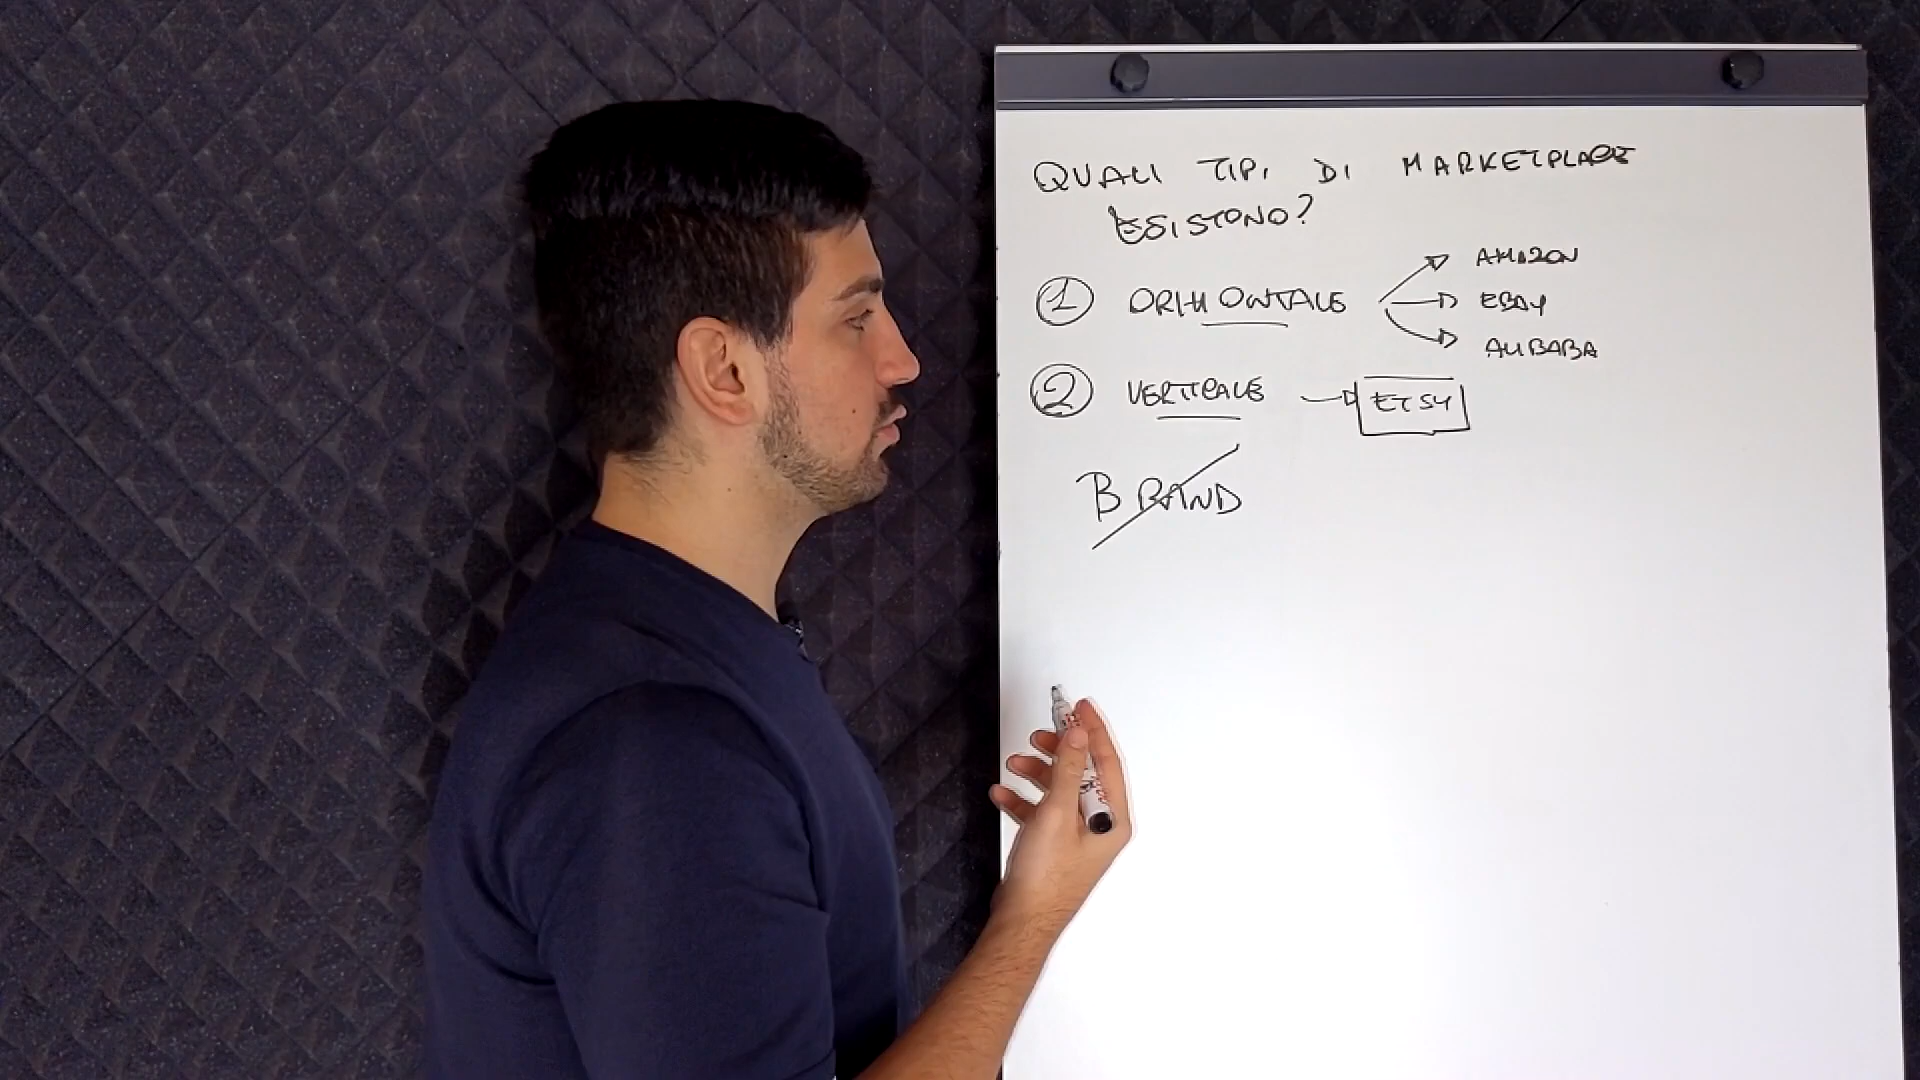 QUALI TIPI DI MARKETPLACE
ESISTONO?
1 ORIZZONTALE
AMAZON
EBAY
ALIBABA
2 VERTICALE
ETSY
BRAND